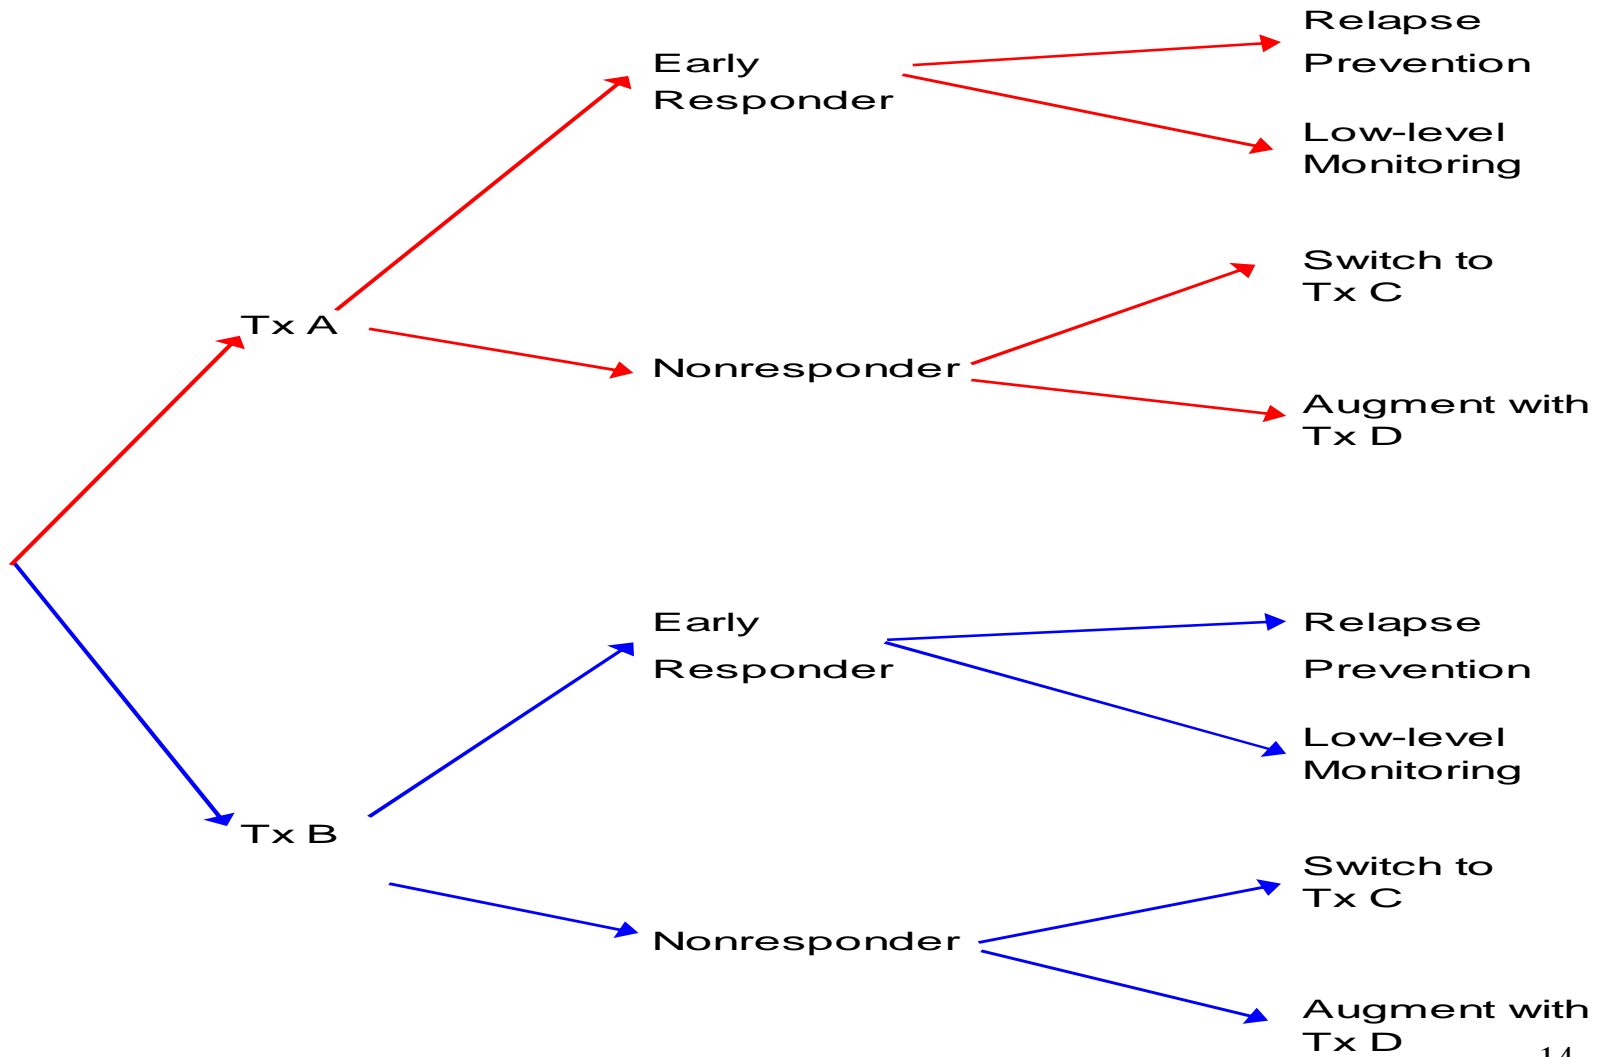 Relapse
Prevention
Early
Responder
Low-level
Monitoring
Switch to
Tx C
Tx A
Nonresponder
Augment with
Tx D
Early
Responder
Relapse
Prevention
Low-level
Monitoring
Tx B
Switch to
Tx C
Nonresponder
Augment with
Tx D
14